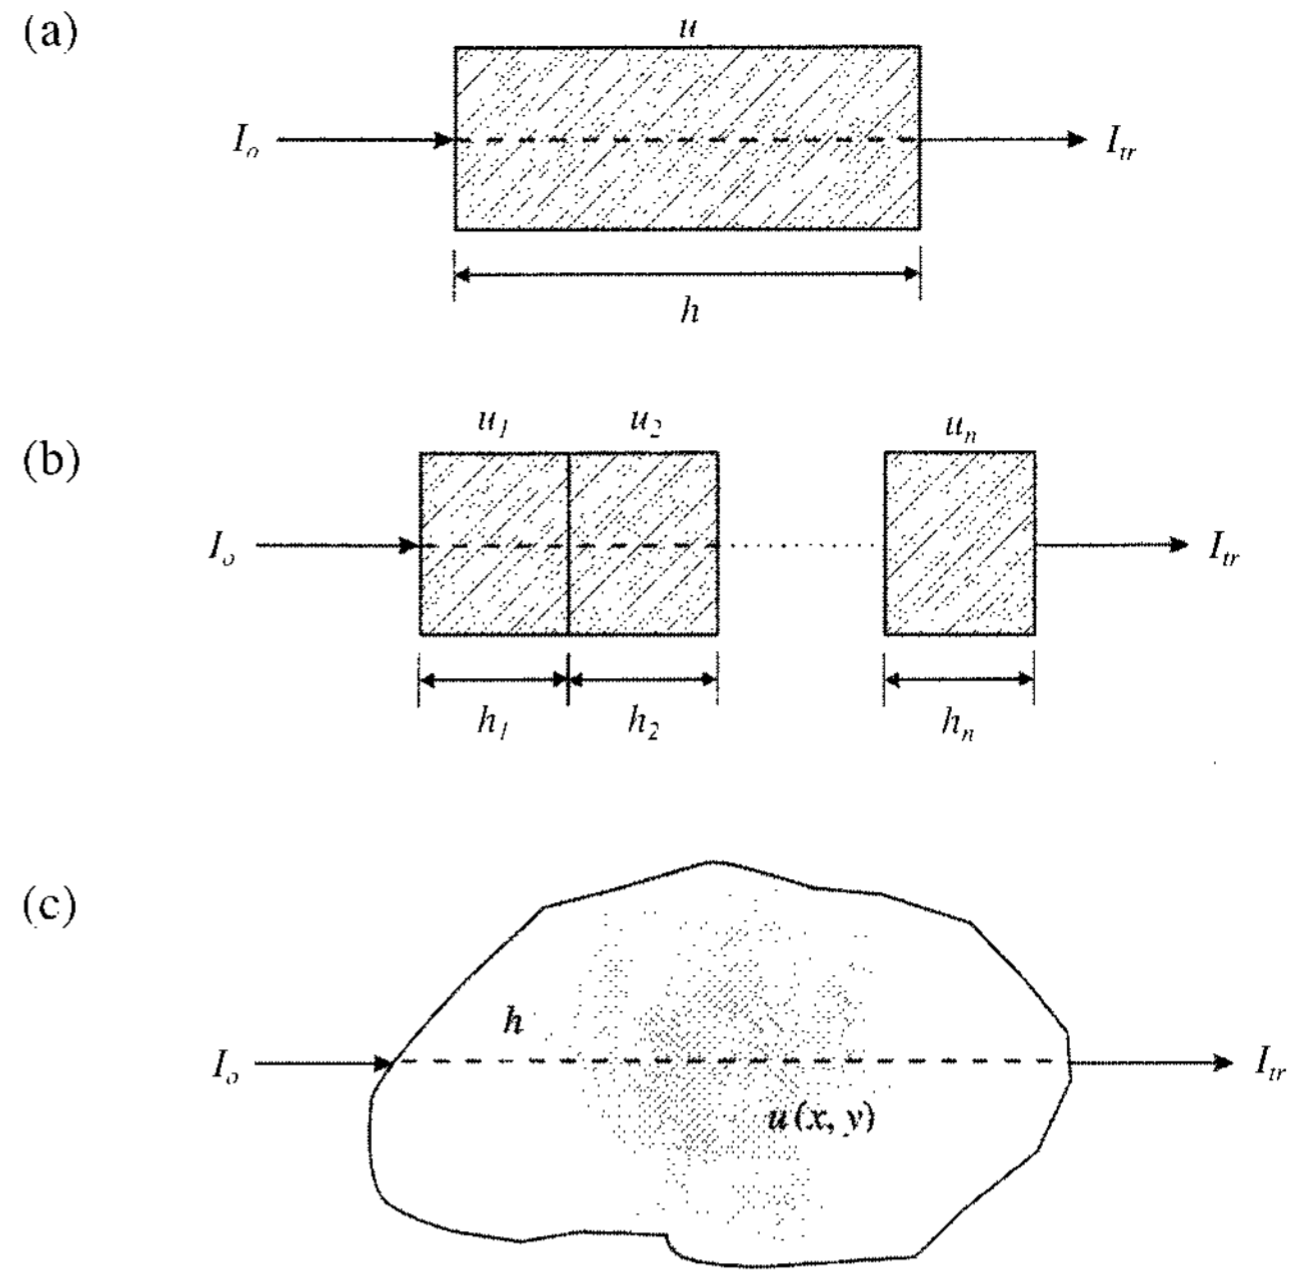 (a)
u
I_o I_tr
h
(b)
u_1 u_2 u_n
I_o I_tr
h_1 h_2 h_n
(c)
h
I_o I_tr
u(x, y)